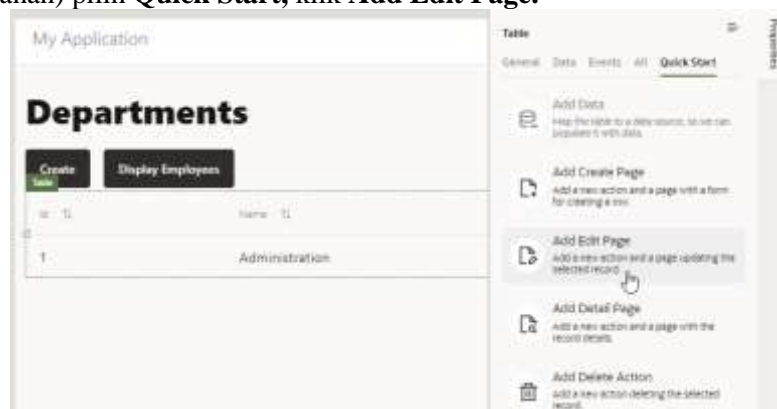 anan) pilih Quick Start, klik Add Edit Page.
My Application
Departments
Create
Display Employees
Table
Id
Name
1
Administration
Table
Properties
General Data Events All Quick Start
Add Data
Map the table to a data source, so we can
populate it with data.
Add Create Page
Add a new action and a page with a form
for creating a row.
Add Edit Page
Add a new action and a page updating the
selected record.
Add Detail Page
Add a new action and a page with the
record details.
Add Delete Action
Add a new action deleting the selected
record.